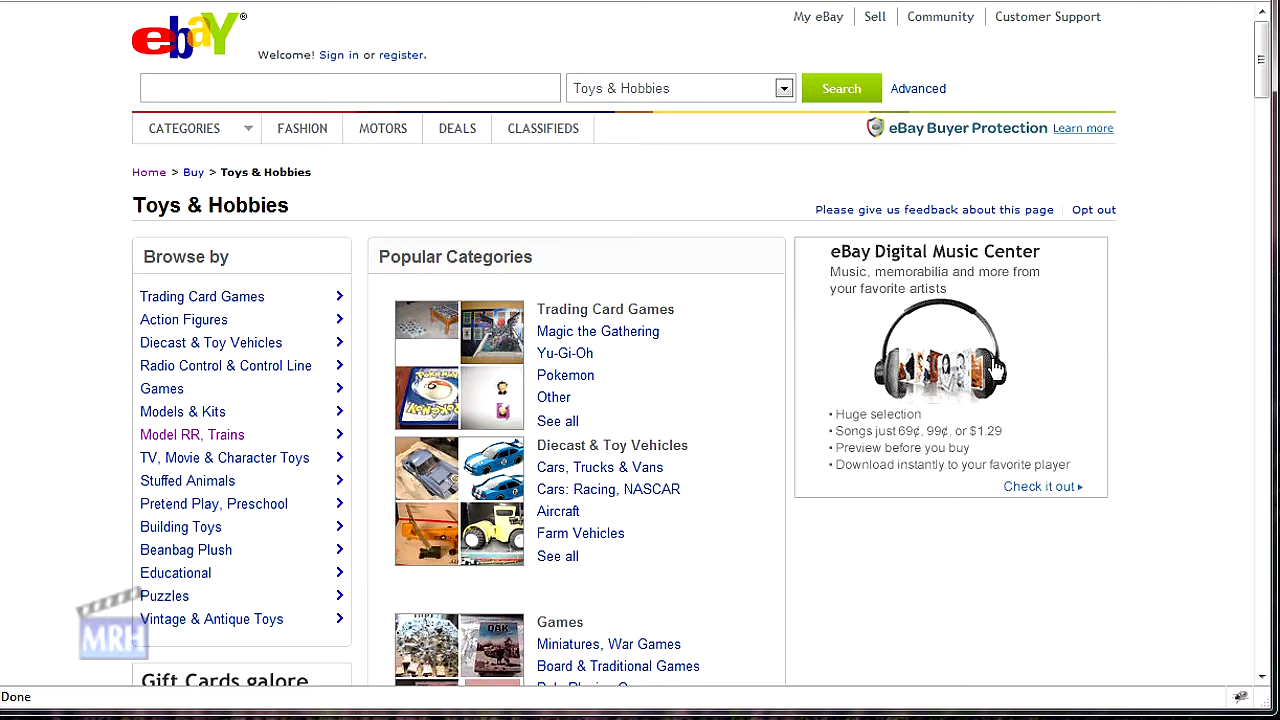 My eBay
Sell
Community
Customer Support
ebaY®
Welcome! Sign in or register.
Toys & Hobbies
Search
Advanced
CATEGORIES
FASHION
MOTORS
DEALS
CLASSIFIEDS
eBay Buyer Protection Learn more
Home > Buy > Toys & Hobbies
Toys & Hobbies
Please give us feedback about this page
Opt out
Browse by
Trading Card Games
Action Figures
Diecast & Toy Vehicles
Radio Control & Control Line
Games
Models & Kits
Model RR, Trains
TV, Movie & Character Toys
Stuffed Animals
Pretend Play, Preschool
Building Toys
Beanbag Plush
Educational
Puzzles
Vintage & Antique Toys
Gift Cards galore
Popular Categories
Trading Card Games
Magic the Gathering
Yu-Gi-Oh
Pokemon
Other
See all
Diecast & Toy Vehicles
Cars, Trucks & Vans
Cars: Racing, NASCAR
Aircraft
Farm Vehicles
See all
Games
Miniatures, War Games
Board & Traditional Games
eBay Digital Music Center
Music, memorabilia and more from
your favorite artists
• Huge selection
• Songs just 69¢, 99¢, or $1.29
• Preview before you buy
• Download instantly to your favorite player
Check it out
MRH
Done